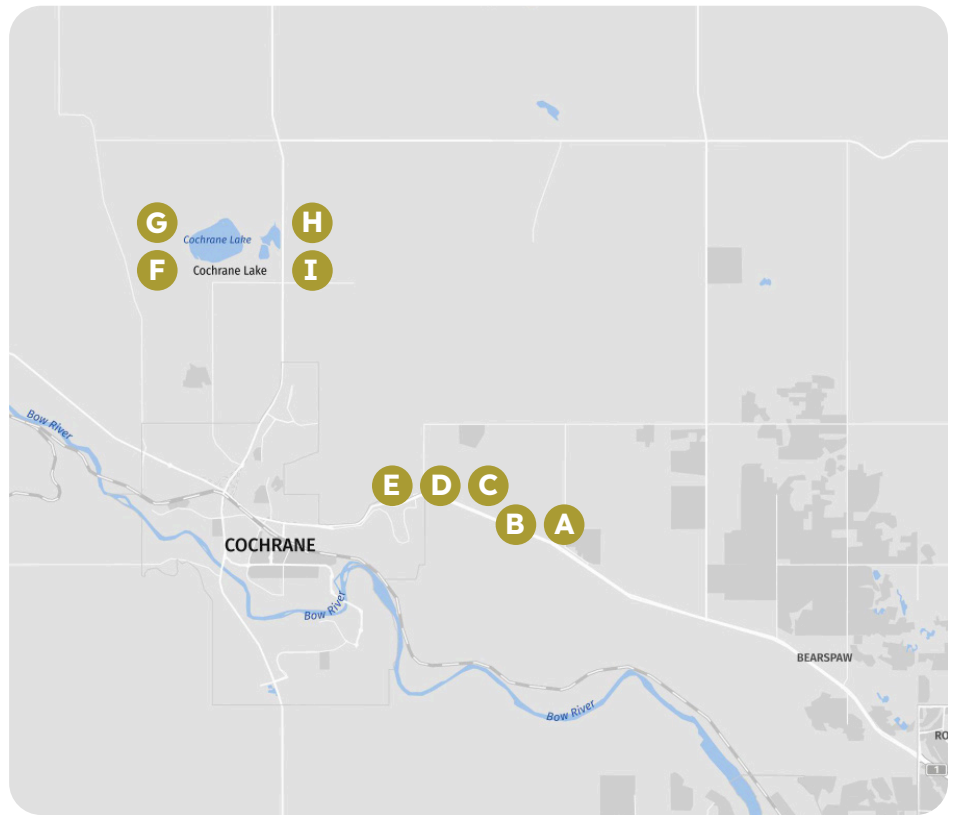 G
H
Cochrane Lake
F
Cochrane Lake
I
Bow River
E
D
C
B
A
COCHRANE
Bow River
BEARSPAW
Bow River
RO
1